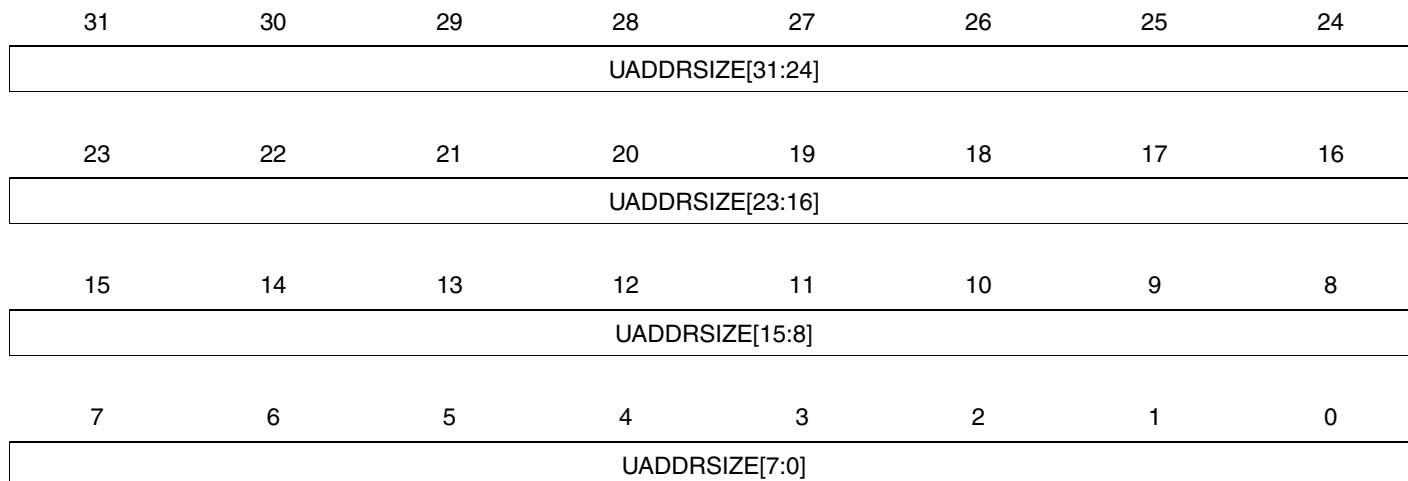 31 30 29 28 27 26 25 24
UADDRSIZE[31:24]
23 22 21 20 19 18 17 16
UADDRSIZE[23:16]
15 14 13 12 11 10 9 8
UADDRSIZE[15:8]
7 6 5 4 3 2 1 0
UADDRSIZE[7:0]